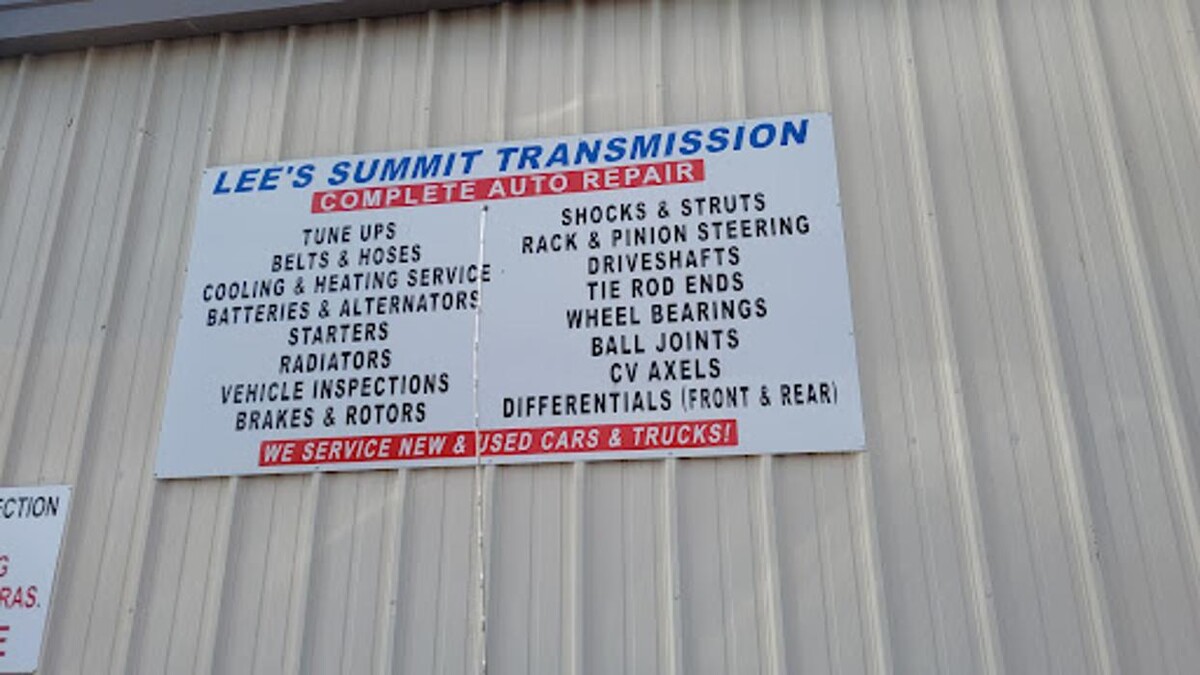 LEE'S SUMMIT TRANSMISSION
COMPLETE AUTO REPAIR
TUNE UPS
BELTS & HOSES
COOLING & HEATING SERVICE
BATTERIES & ALTERNATORS
STARTERS
RADIATORS
VEHICLE INSPECTIONS
BRAKES & ROTORS
SHOCKS & STRUTS
RACK & PINION STEERING
DRIVESHAFTS
TIE ROD ENDS
WHEEL BEARINGS
BALL JOINTS
CV AXELS
DIFFERENTIALS (FRONT & REAR)
WE SERVICE NEW & USED CARS & TRUCKS!